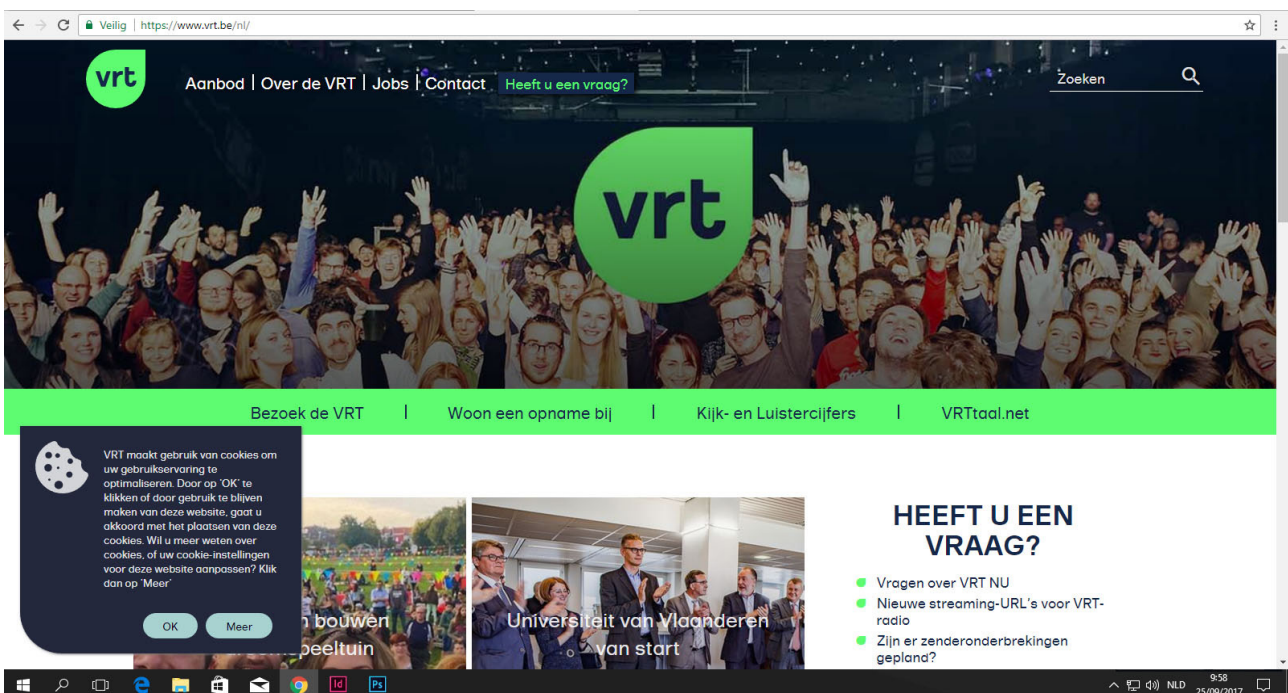 Veilig | https://www.vrt.be/nl/
vrt
Aanbod | Over de VRT | Jobs | Contact Heeft u een vraag?
Zoeken
vrt
Bezoek de VRT | Woon een opname bij | Kijk- en Luistercijfers | VRTtaal.net
VRT maakt gebruik van cookies om
uw gebruikservaring te
optimaliseren. Door op 'OK' te
klikken of door gebruik te blijven
maken van deze website, gaat u
akkoord met het plaatsen van deze
cookies. Wil u meer weten over
cookies, of uw cookie-instellingen
voor deze website aanpassen? Klik
dan op 'Meer'
OK Meer
bouwen
Universiteit van Vlaanderen
van start
HEEFT U EEN
VRAAG?
Vragen over VRT NU
Nieuwe streaming-URL's voor VRT-
radio
Zijn er zenderonderbrekingen
gepland?
Id Ps
NLD
9:58
25/09/2017